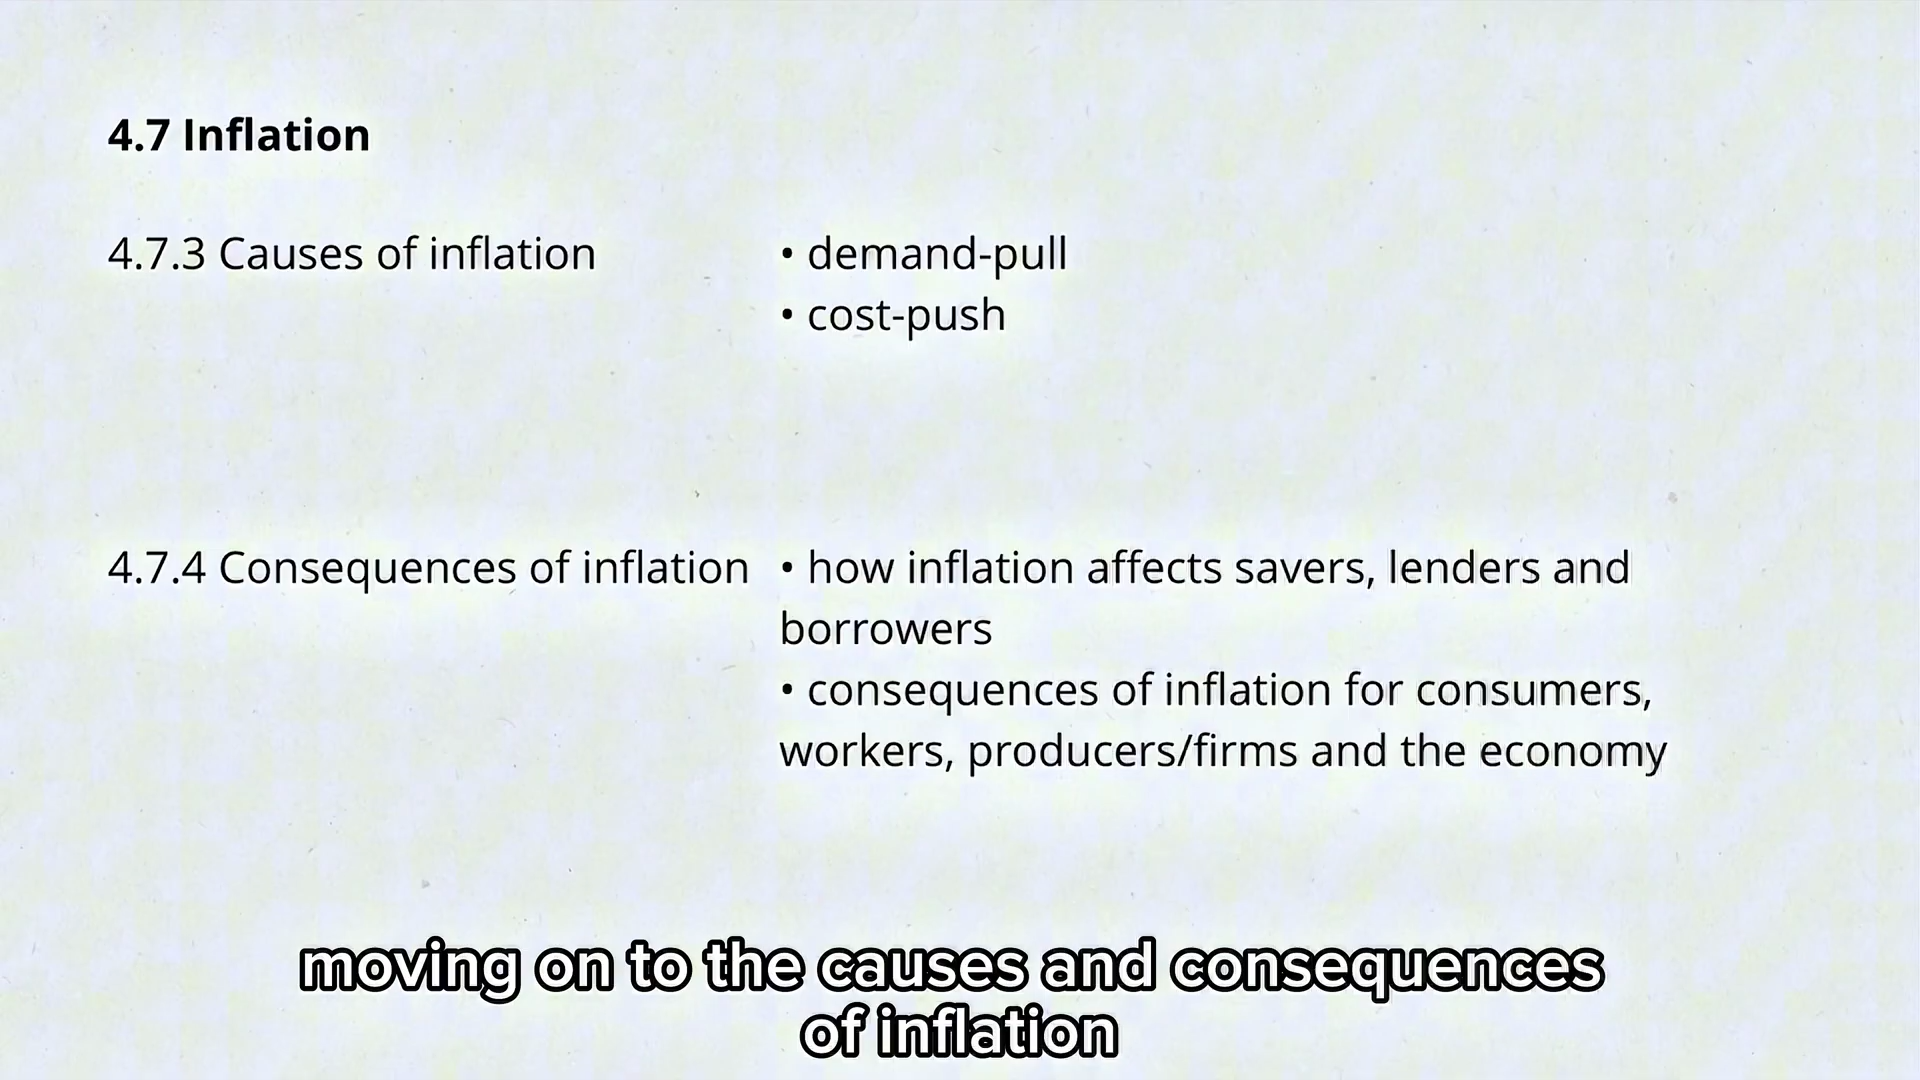 4.7 Inflation
4.7.3 Causes of inflation
• demand-pull
• cost-push
4.7.4 Consequences of inflation
• how inflation affects savers, lenders and
borrowers
• consequences of inflation for consumers,
workers, producers/firms and the economy
moving on to the causes and consequences
of inflation